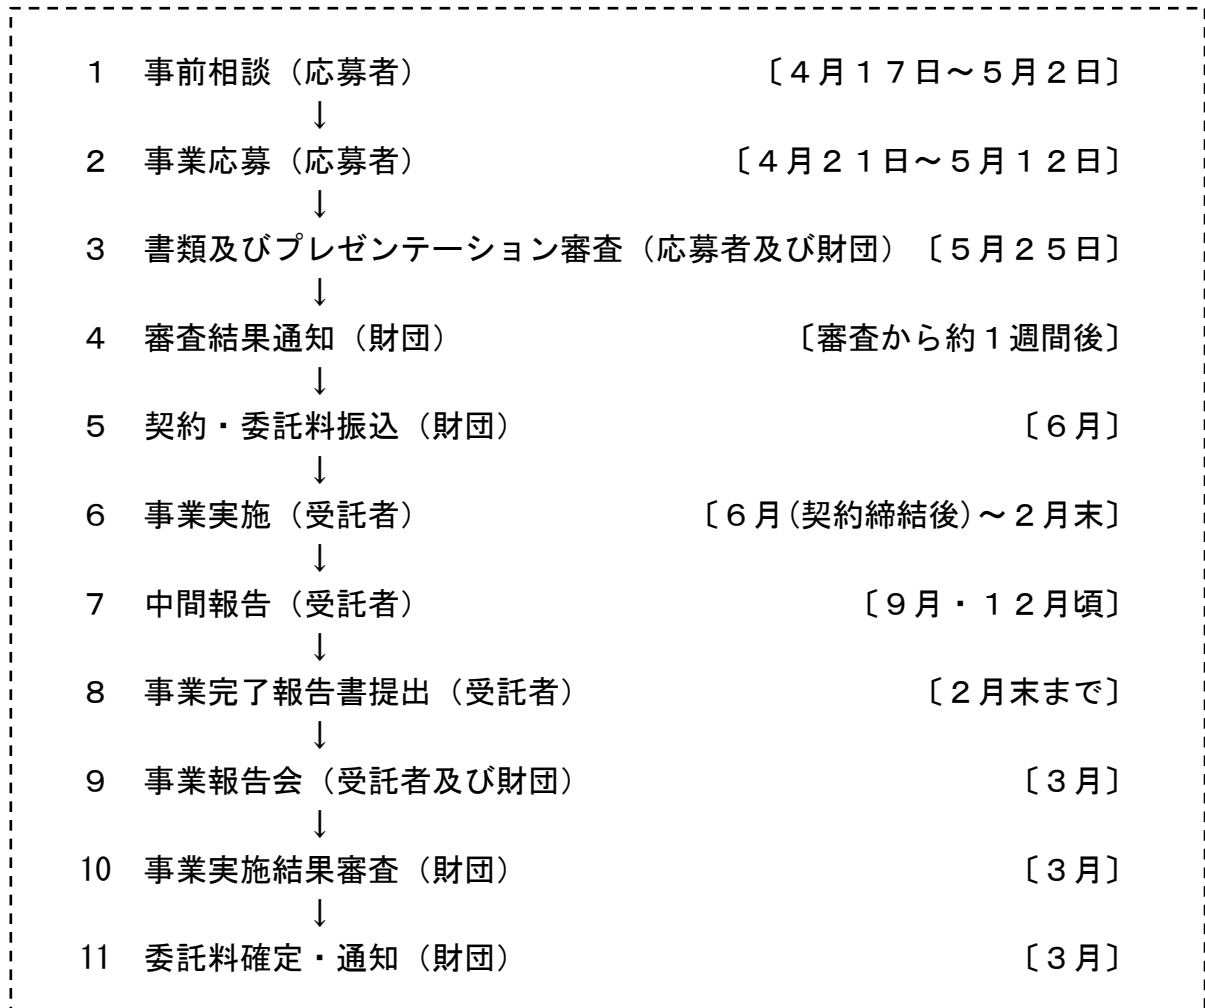 １　事前相談（応募者）　〔４月１７日～５月２日〕
↓
２　事業応募（応募者）　〔４月２１日～５月１２日〕
↓
３　書類及びプレゼンテーション審査（応募者及び財団）〔５月２５日〕
↓
４　審査結果通知（財団）　〔審査から約１週間後〕
↓
５　契約・委託料振込（財団）　〔６月〕
↓
６　事業実施（受託者）　〔６月(契約締結後)～２月末〕
↓
７　中間報告（受託者）　〔９月・１２月頃〕
↓
８　事業完了報告書提出（受託者）　〔２月末まで〕
↓
９　事業報告会（受託者及び財団）　〔３月〕
↓
10　事業実施結果審査（財団）　〔３月〕
↓
11　委託料確定・通知（財団）　〔３月〕